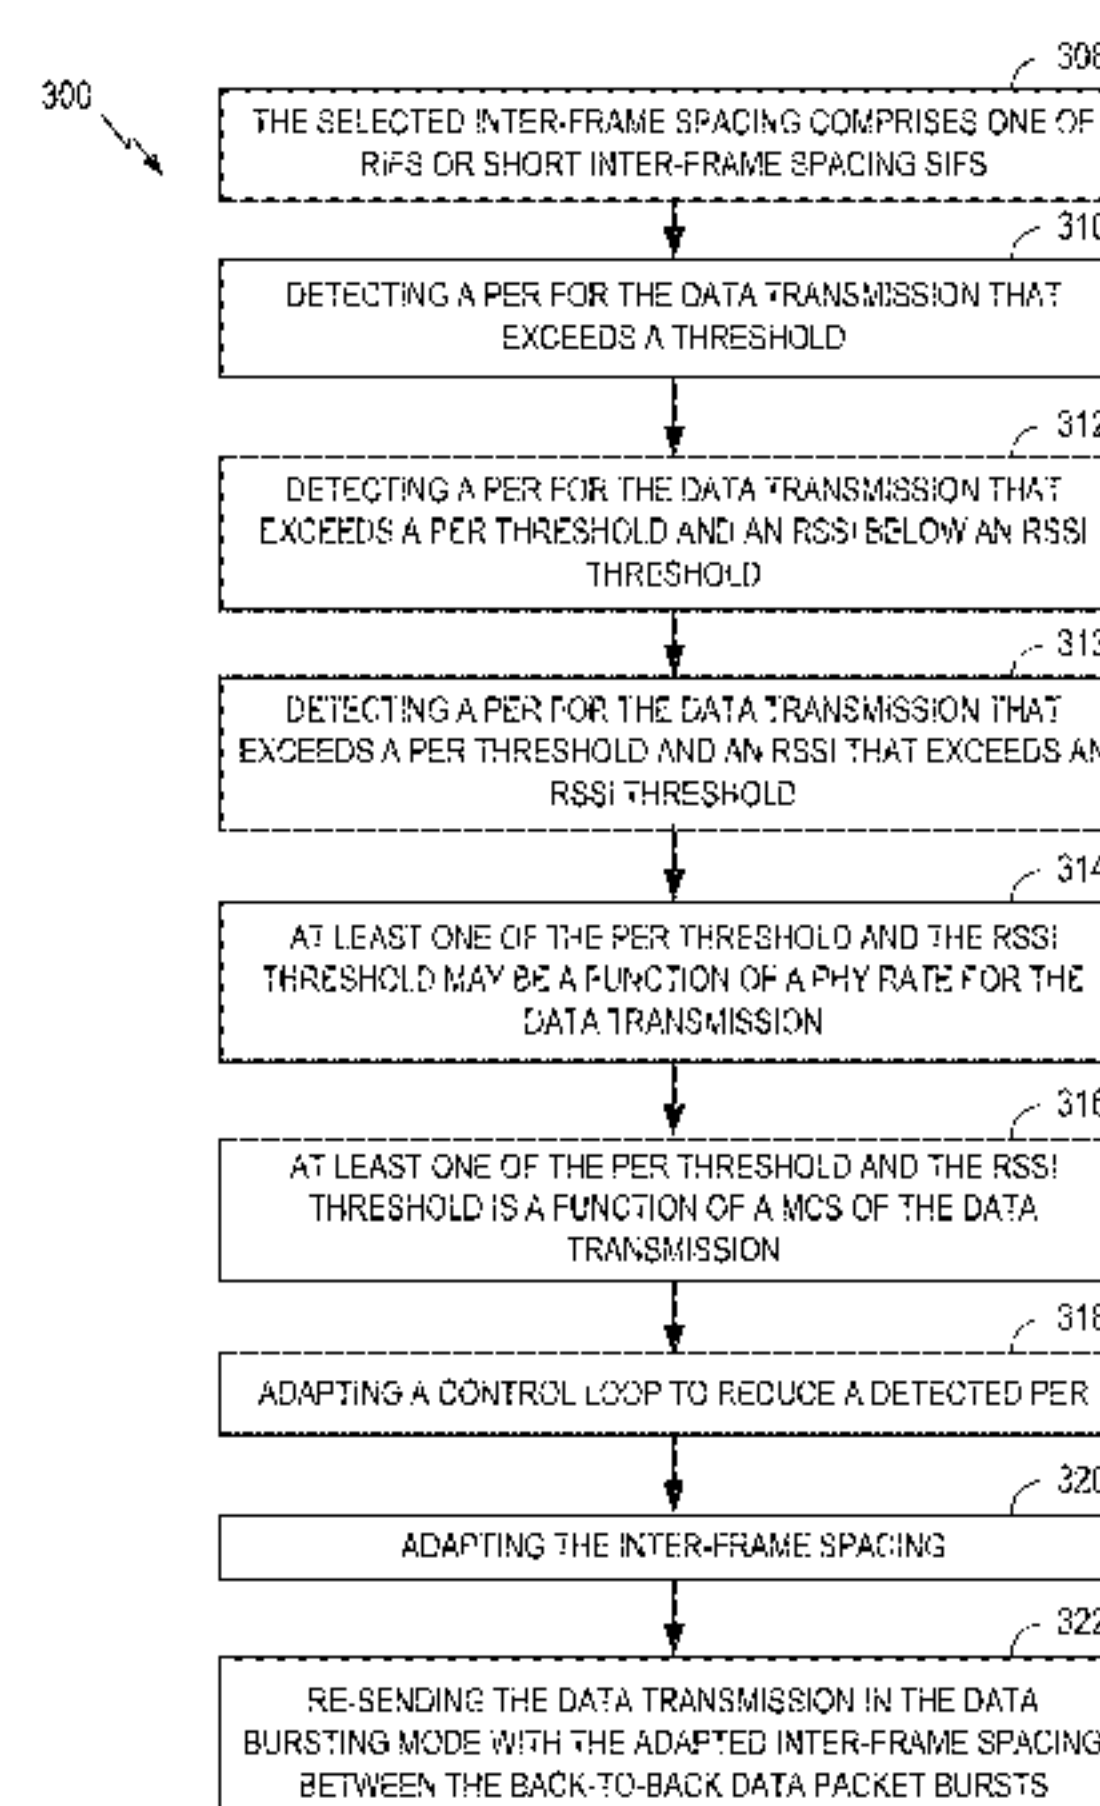 300
308
THE SELECTED INTER-FRAME SPACING COMPRISES ONE OF
RIFS OR SHORT INTER-FRAME SPACING SIFS
310
DETECTING A PER FOR THE DATA TRANSMISSION THAT
EXCEEDS A THRESHOLD
312
DETECTING A PER FOR THE DATA TRANSMISSION THAT
EXCEEDS A PER THRESHOLD AND AN RSSI BELOW AN RSSI
THRESHOLD
313
DETECTING A PER FOR THE DATA TRANSMISSION THAT
EXCEEDS A PER THRESHOLD AND AN RSSI THAT EXCEEDS AN
RSSI THRESHOLD
314
AT LEAST ONE OF THE PER THRESHOLD AND THE RSSI
THRESHOLD MAY BE A FUNCTION OF A PHY RATE FOR THE
DATA TRANSMISSION
316
AT LEAST ONE OF THE PER THRESHOLD AND THE RSSI
THRESHOLD IS A FUNCTION OF A MCS OF THE DATA
TRANSMISSION
318
ADAPTING A CONTROL LOOP TO REDUCE A DETECTED PER
320
ADAPTING THE INTER-FRAME SPACING
322
RE-SENDING THE DATA TRANSMISSION IN THE DATA
BURSTING MODE WITH THE ADAPTED INTER-FRAME SPACING
BETWEEN THE BACK-TO-BACK DATA PACKET BURSTS